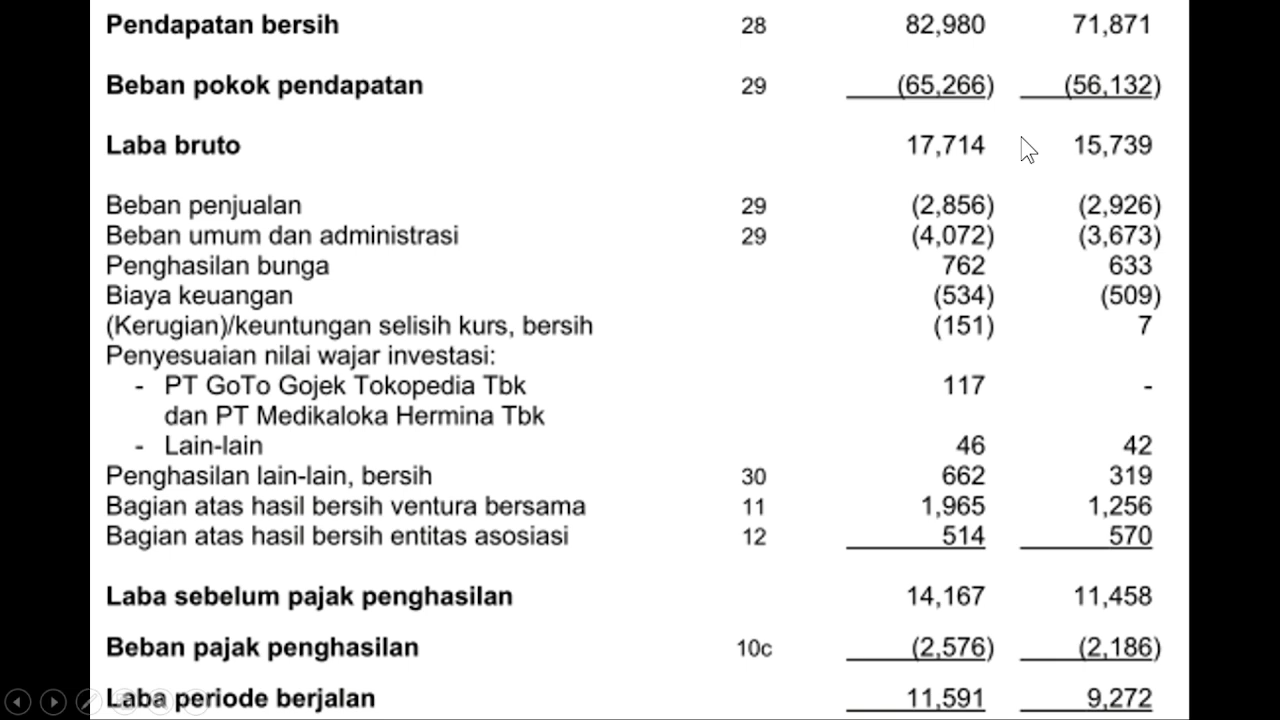 Pendapatan bersih 28 82,980 71,871
Beban pokok pendapatan 29 (65,266) (56,132)
Laba bruto 17,714 15,739
Beban penjualan 29 (2,856) (2,926)
Beban umum dan administrasi 29 (4,072) (3,673)
Penghasilan bunga 762 633
Biaya keuangan (534) (509)
(Kerugian)/keuntungan selisih kurs, bersih (151) 7
Penyesuaian nilai wajar investasi:
- PT GoTo Gojek Tokopedia Tbk 117 -
dan PT Medikaloka Hermina Tbk
- Lain-lain 46 42
Penghasilan lain-lain, bersih 30 662 319
Bagian atas hasil bersih ventura bersama 11 1,965 1,256
Bagian atas hasil bersih entitas asosiasi 12 514 570
Laba sebelum pajak penghasilan 14,167 11,458
Beban pajak penghasilan 10c (2,576) (2,186)
Laba periode berjalan 11,591 9,272